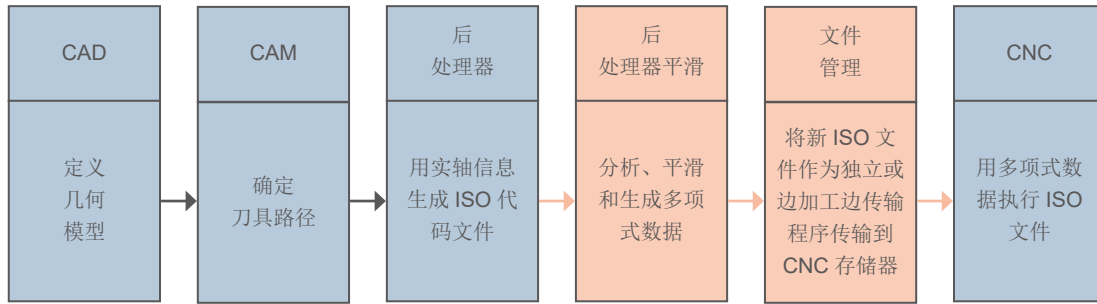 CAD
CAM
后
处理器
后
处理器平滑
文件
管理
CNC
定义
几何
模型
确定
刀具路径
用实轴信息
生成 ISO 代
码文件
分析、平滑
和生成多项
式数据
将新 ISO 文
件作为独立或
边加工边传输
程序传输到
CNC 存储器
用多项式数
据执行 ISO
文件